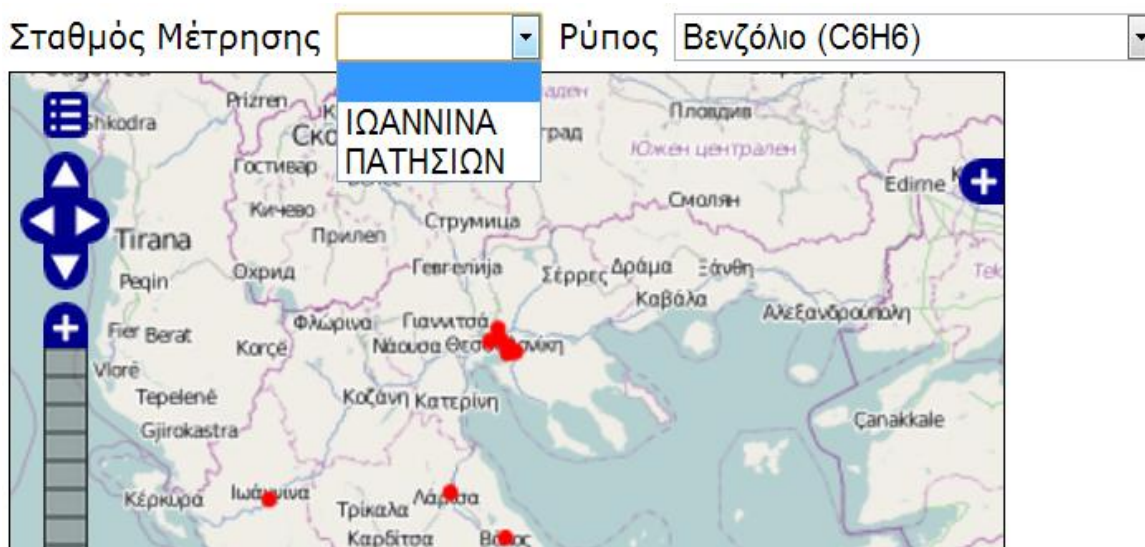 Σταθμός Μέτρησης Ρύπος Βενζόλιο (C6H6)
ΙΩΑΝΝΙΝΑ
ΠΑΤΗΣΙΩΝ
Prizren
Пловдив
Shkodra
Южен централен
Гостивар
Edirne
Смолян
Кичево
Струмица
Tirana
Прилеп
Охрид
Гевгелија
Σέρρες
Δράμα
Ξάνθη
Peqin
Καβάλα
Αλεξανδρούπολη
Φλώρινα
Γιαννιτσά
Fier
Berat
Korçë
Νάουσα
Vlorë
Tepelenë
Κοζάνη
Κατερίνη
Gjirokastra
Çanakkale
Κέρκυρα
Ιωάννινα
Λάρισα
Τρίκαλα
Καρδίτσα
Βόλος